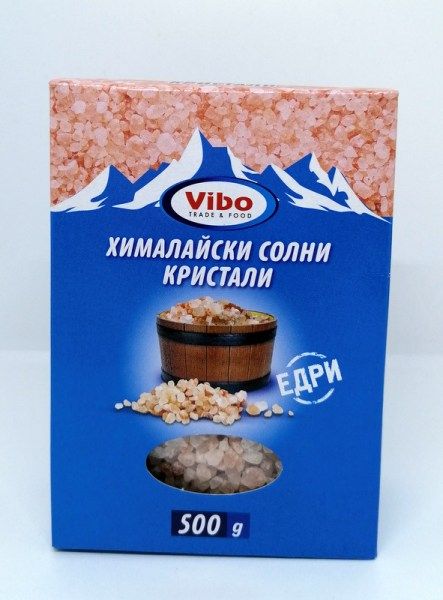 Vibo
TRADE & FOOD
ХИМАЛАЙСКИ СОЛНИ
КРИСТАЛИ
ЕДРИ
500 g